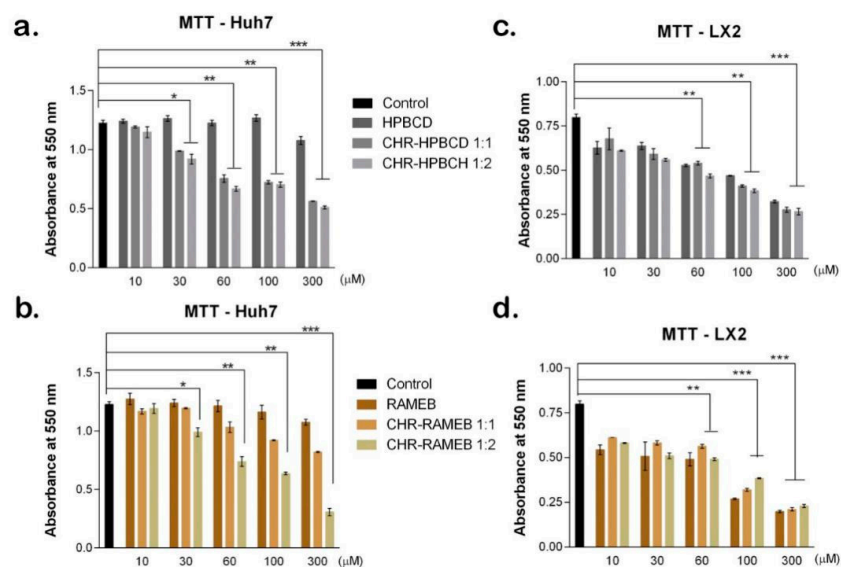 a.
MTT - Huh7
***
**
**
*
Absorbance at 550 nm
1.5
1.0
0.5
0.0
10 30 60 100 300 (μM)
Control
HPBCD
CHR-HPBCD 1:1
CHR-HPBCH 1:2
c.
MTT - LX2
***
**
**
Absorbance at 550 nm
1.00
0.75
0.50
0.25
0.00
10 30 60 100 300 (μM)
b.
MTT - Huh7
***
**
**
*
Absorbance at 550 nm
1.5
1.0
0.5
0.0
10 30 60 100 300 (μM)
Control
RAMEB
CHR-RAMEB 1:1
CHR-RAMEB 1:2
d.
MTT - LX2
***
***
**
Absorbance at 550 nm
1.00
0.75
0.50
0.25
0.00
10 30 60 100 300 (μM)